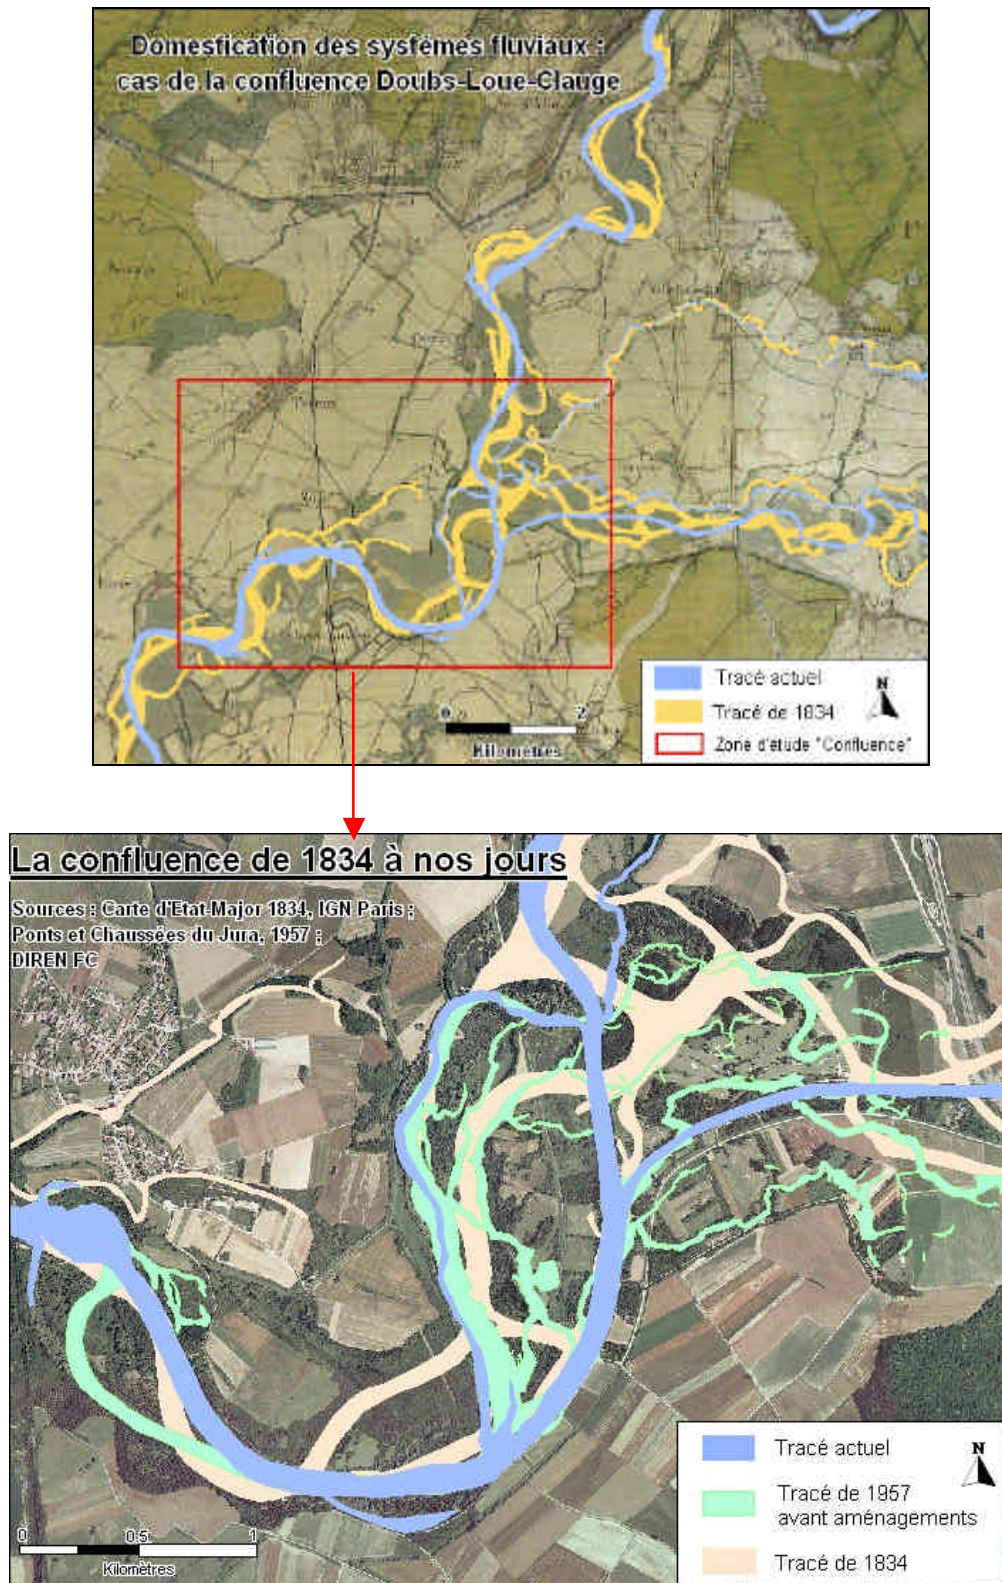 Domestication des systèmes fluviaux :
cas de la confluence Doubs-Loue-Clauge
Tracé actuel
Tracé de 1834
Zone d'étude "Confluence"
N
0 2
Kilomètres
La confluence de 1834 à nos jours
Sources : Carte d'Etat-Major 1834, IGN Paris ;
Ponts et Chaussées du Jura, 1957 ;
DIREN FC
Tracé actuel
Tracé de 1957
avant aménagements
Tracé de 1834
N
0 0.5 1
Kilomètres